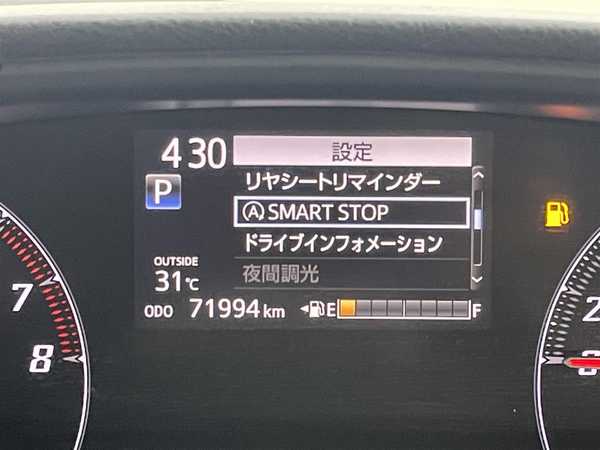 4 30
設定
リヤシートリマインダー
P
Ⓐ SMART STOP
ドライブインフォメーション
OUTSIDE
31℃
夜間調光
ODO 71994 km
E F
7
8
2